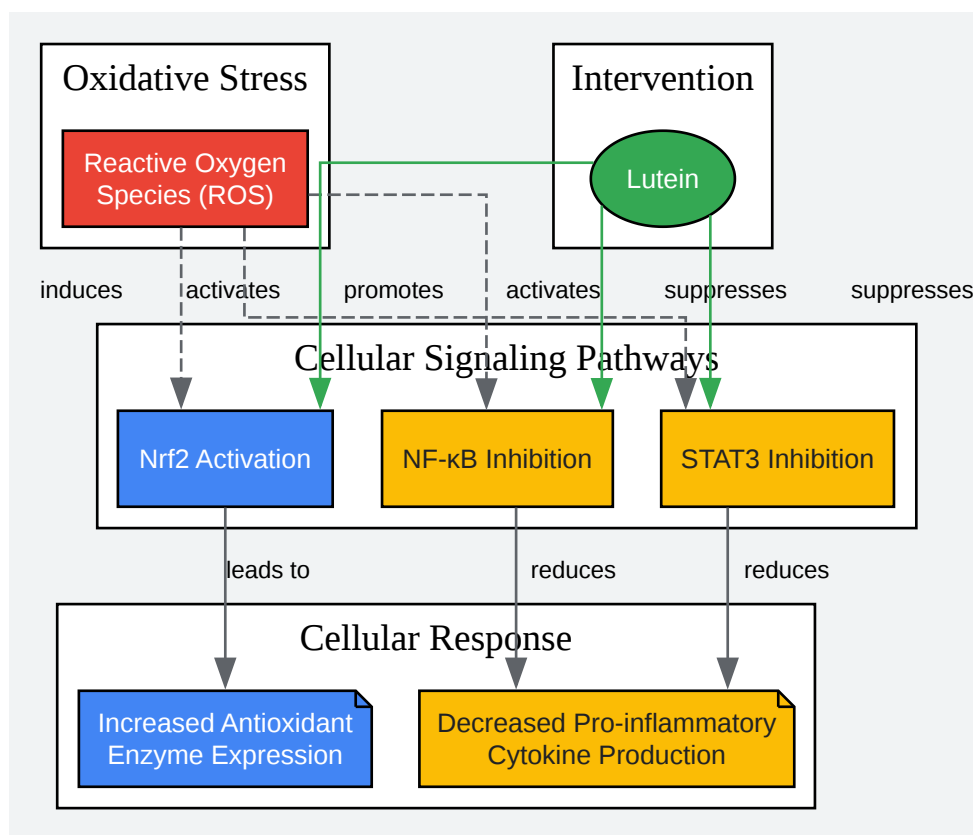 Oxidative Stress
Intervention
Reactive Oxygen
Species (ROS)
Lutein
induces
activates
promotes
activates
suppresses
suppresses
Cellular Signaling Pathways
Nrf2 Activation
NF-κB Inhibition
STAT3 Inhibition
leads to
reduces
reduces
Cellular Response
Increased Antioxidant
Enzyme Expression
Decreased Pro-inflammatory
Cytokine Production